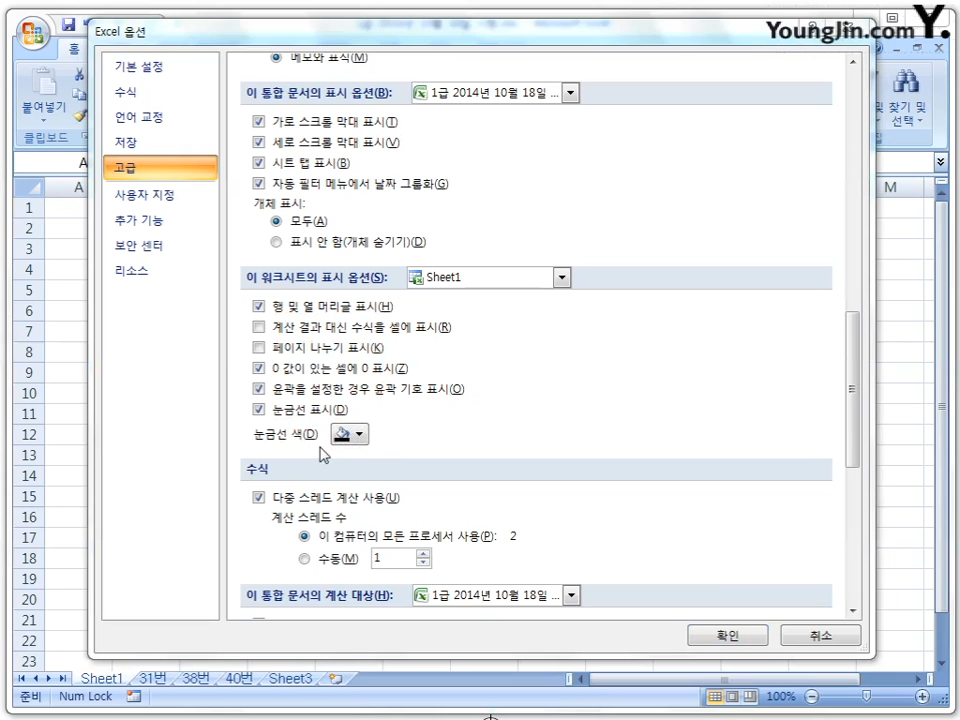 Excel 옵션
YoungJin.com Y.
홈
붙여넣기
클립보드
찾기 및
선택
기본 설정
수식
언어 교정
저장
고급
사용자 지정
추가 기능
보안 센터
리소스
메모와 표식(M)
이 통합 문서의 표시 옵션(B): 1급 2014년 10월 18일 ...
가로 스크롤 막대 표시(T)
세로 스크롤 막대 표시(V)
시트 탭 표시(B)
자동 필터 메뉴에서 날짜 그룹화(G)
개체 표시:
모두(A)
표시 안 함(개체 숨기기)(D)
이 워크시트의 표시 옵션(S): Sheet1
행 및 열 머리글 표시(H)
계산 결과 대신 수식을 셀에 표시(R)
페이지 나누기 표시(K)
0 값이 있는 셀에 0 표시(Z)
윤곽을 설정한 경우 윤곽 기호 표시(O)
눈금선 표시(D)
눈금선 색(D)
수식
다중 스레드 계산 사용(U)
계산 스레드 수
이 컴퓨터의 모든 프로세서 사용(P): 2
수동(M) 1
이 통합 문서의 계산 대상(H): 1급 2014년 10월 18일 ...
확인 취소
A M
1
2
3
4
5
6
7
8
9
10
11
12
13
14
15
16
17
18
19
20
21
22
23
Sheet1 31번 38번 40번 Sheet3
준비 Num Lock 100%